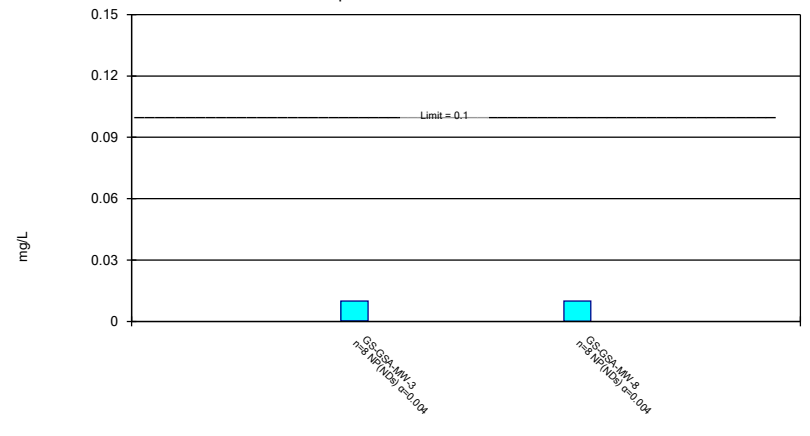 0.15
0.12
Limit = 0.1
0.09
0.06
mg/L
0.03
0
GS-GSA-MW-3
n=8 NP(NDs) α=0.004
GS-GSA-MW-8
n=8 NP(NDs) α=0.004